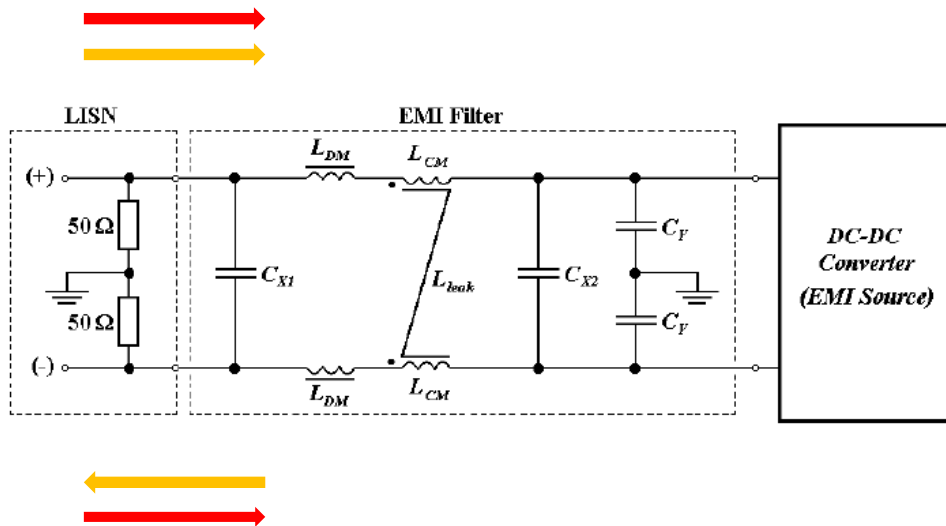 LISN
EMI Filter
L_DM
L_CM
(+)
50 Ω
C_Y
DC-DC
Converter
(EMI Source)
C_X1
L_leak
C_X2
50 Ω
C_Y
(-)
L_DM
L_CM